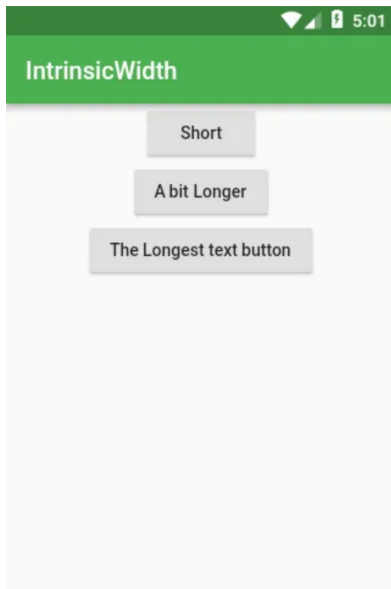 5:01
IntrinsicWidth
Short
A bit Longer
The Longest text button